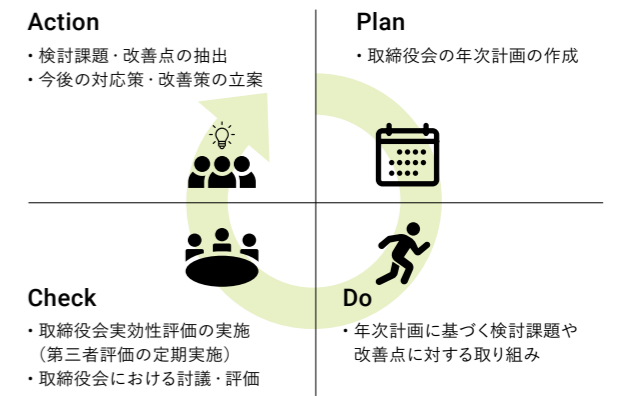 Action
・検討課題・改善点の抽出
・今後の対応策・改善策の立案
Plan
・取締役会の年次計画の作成
Check
・取締役会実効性評価の実施
（第三者評価の定期実施）
・取締役会における討議・評価
Do
・年次計画に基づく検討課題や
改善点に対する取り組み